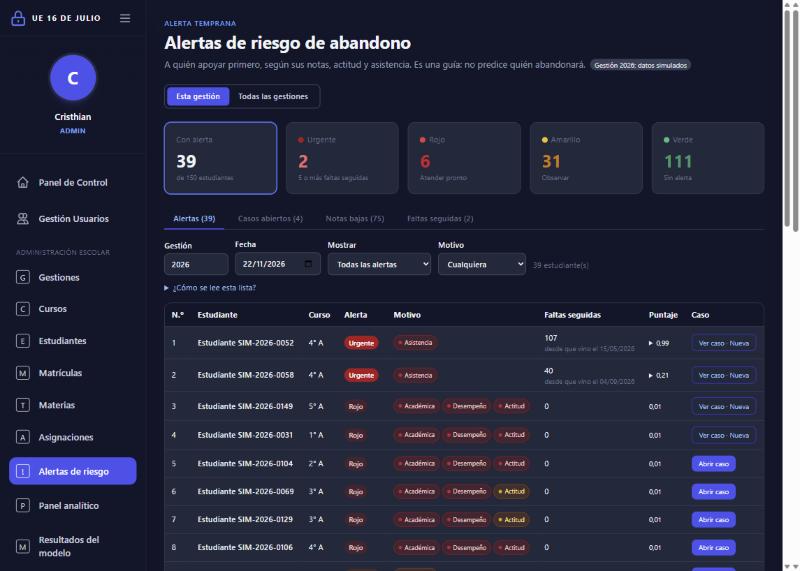 UE 16 DE JULIO
C
Cristhian
ADMIN
Panel de Control
Gestión Usuarios
ADMINISTRACIÓN ESCOLAR
G Gestiones
C Cursos
E Estudiantes
M Matrículas
T Materias
A Asignaciones
! Alertas de riesgo
P Panel analítico
M Resultados del
modelo
ALERTA TEMPRANA
Alertas de riesgo de abandono
A quién apoyar primero, según sus notas, actitud y asistencia. Es una guía: no predice quién abandonará. Gestión 2026: datos simulados
Esta gestión Todas las gestiones
Con alerta
39
de 150 estudiantes
Urgente
2
5 o más faltas seguidas
Rojo
6
Atender pronto
Amarillo
31
Observar
Verde
111
Sin alerta
Alertas (39) Casos abiertos (4) Notas bajas (75) Faltas seguidas (2)
Gestión Fecha Mostrar Motivo
2026 22/11/2026 Todas las alertas Cualquiera 39 estudiante(s)
¿Cómo se lee esta lista?
N.º Estudiante Curso Alerta Motivo Faltas seguidas Puntaje Caso
1 Estudiante SIM-2026-0052 4° A Urgente Asistencia 107 0,99 Ver caso · Nueva
desde que vino el 15/05/2026
2 Estudiante SIM-2026-0058 4° A Urgente Asistencia 40 0,21 Ver caso · Nueva
desde que vino el 04/09/2026
3 Estudiante SIM-2026-0149 5° A Rojo Académica Desempeño Actitud 0 0,01 Ver caso · Nueva
4 Estudiante SIM-2026-0031 1° A Rojo Académica Desempeño Actitud 0 0,01 Ver caso · Nueva
5 Estudiante SIM-2026-0104 2° A Rojo Académica Desempeño Actitud 0 0,01 Abrir caso
6 Estudiante SIM-2026-0069 3° A Rojo Académica Desempeño Actitud 0 0,01 Abrir caso
7 Estudiante SIM-2026-0129 3° A Rojo Académica Desempeño Actitud 0 0,01 Abrir caso
8 Estudiante SIM-2026-0106 4° A Rojo Académica Desempeño Actitud 0 0,01 Abrir caso